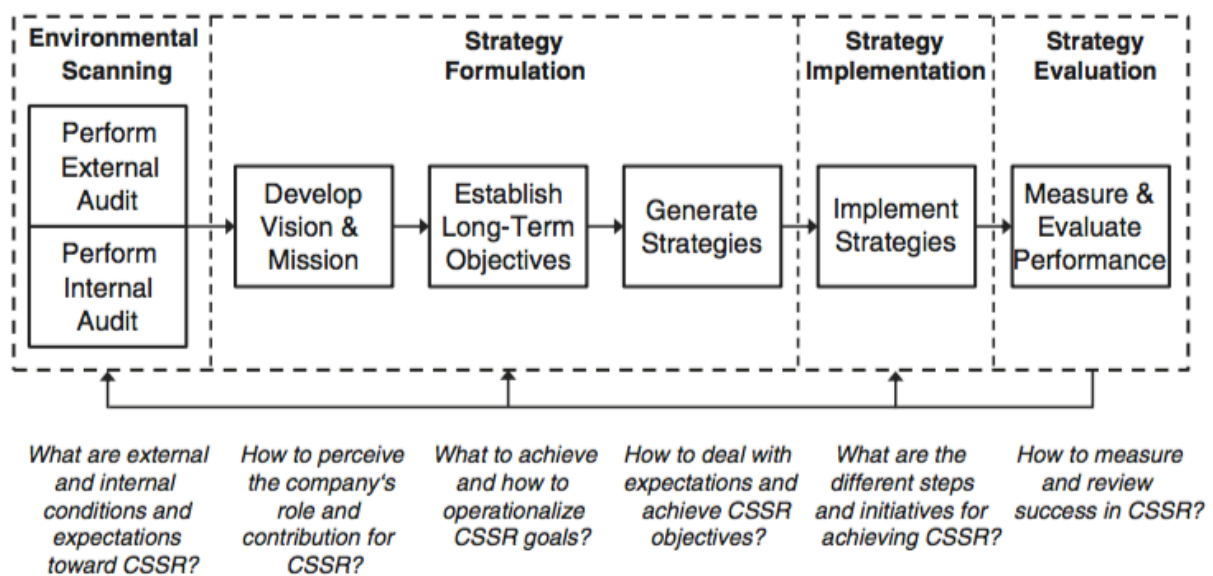 Environmental
Scanning
Strategy
Formulation
Strategy
Implementation
Strategy
Evaluation
Perform
External
Audit
Perform
Internal
Audit
Develop
Vision &
Mission
Establish
Long-Term
Objectives
Generate
Strategies
Implement
Strategies
Measure &
Evaluate
Performance
What are external
and internal
conditions and
expectations
toward CSSR?
How to perceive
the company's
role and
contribution for
CSSR?
What to achieve
and how to
operationalize
CSSR goals?
How to deal with
expectations and
achieve CSSR
objectives?
What are the
different steps
and initiatives for
achieving CSSR?
How to measure
and review
success in CSSR?